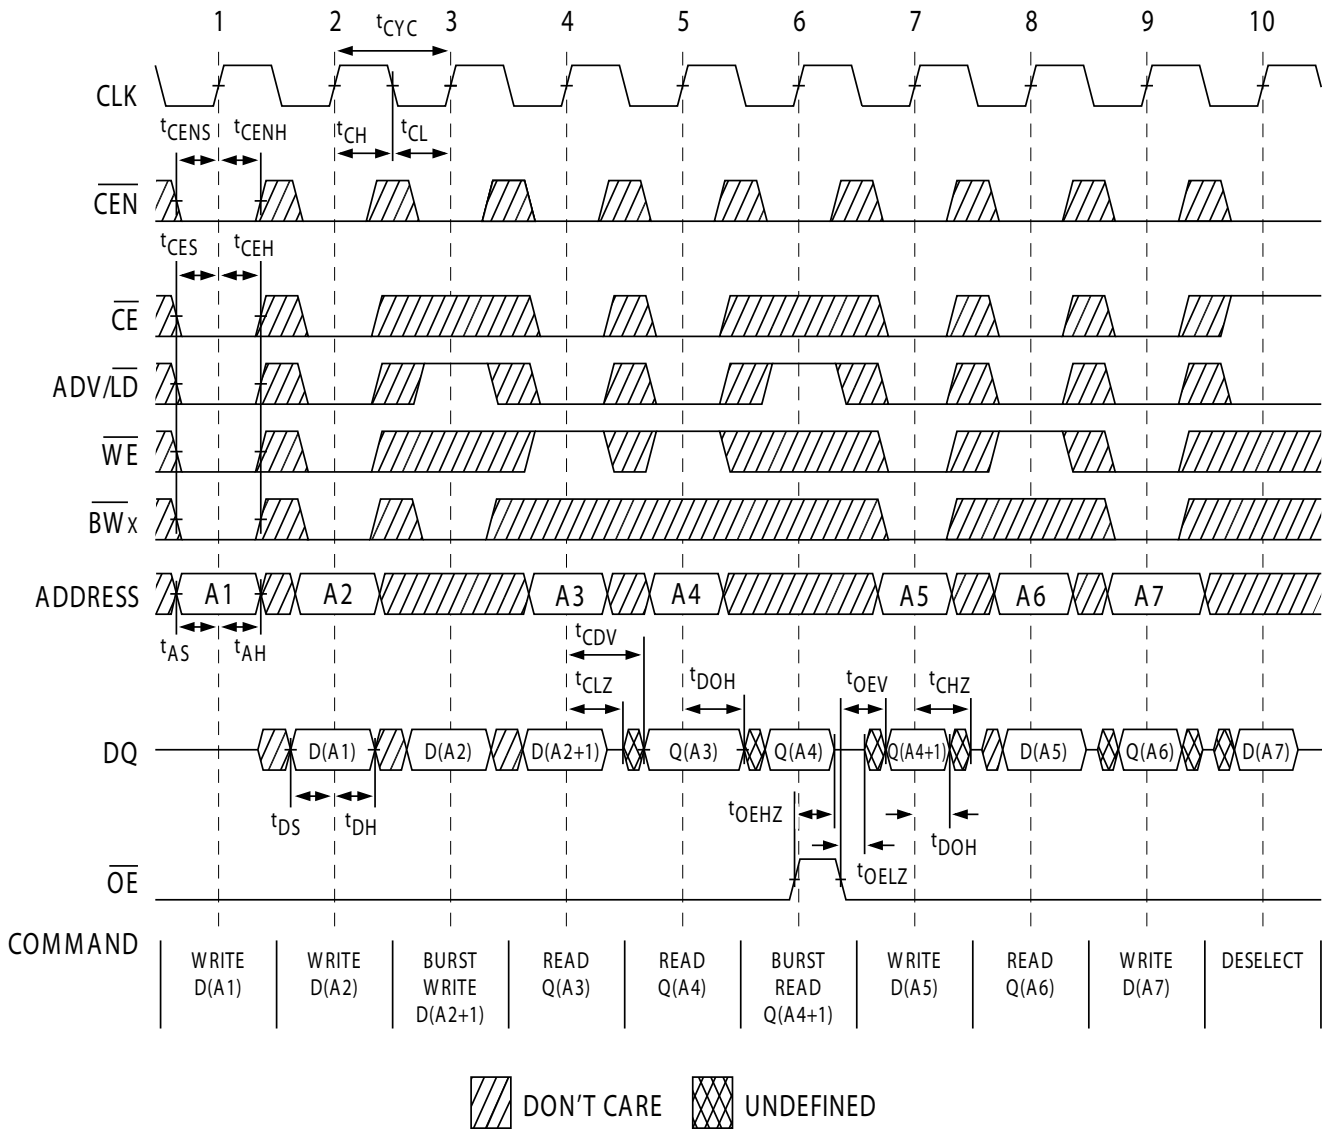 1 2 3 4 5 6 7 8 9 10
tCYC
CLK
tCENS tCENH tCH tCL
CEN
tCES tCEH
CE
ADV/LD
WE
BWx
ADDRESS A1 A2 A3 A4 A5 A6 A7
tAS tAH tCDV
tCLZ tDOH tOEV tCHZ
DQ D(A1) D(A2) D(A2+1) Q(A3) Q(A4) Q(A4+1) D(A5) Q(A6) D(A7)
tDS tDH tOEHZ tDOH
tOELZ
OE
COMMAND
WRITE D(A1)
WRITE D(A2)
BURST WRITE D(A2+1)
READ Q(A3)
READ Q(A4)
BURST READ Q(A4+1)
WRITE D(A5)
READ Q(A6)
WRITE D(A7)
DESELECT
DON'T CARE UNDEFINED